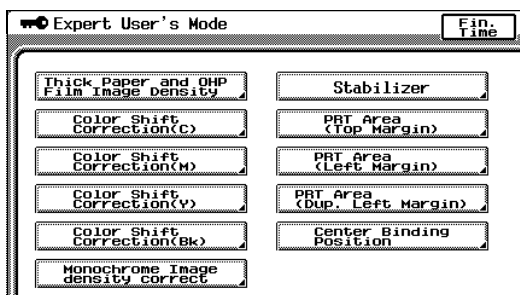 Expert User's Mode
Fin.
Time
Thick Paper and OHP
Film Image Density
Color Shift
Correction(C)
Color Shift
Correction(M)
Color Shift
Correction(Y)
Color Shift
Correction(Bk)
Monochrome Image
density correct
Stabilizer
PRT Area
(Top Margin)
PRT Area
(Left Margin)
PRT Area
(Dup. Left Margin)
Center Binding
Position